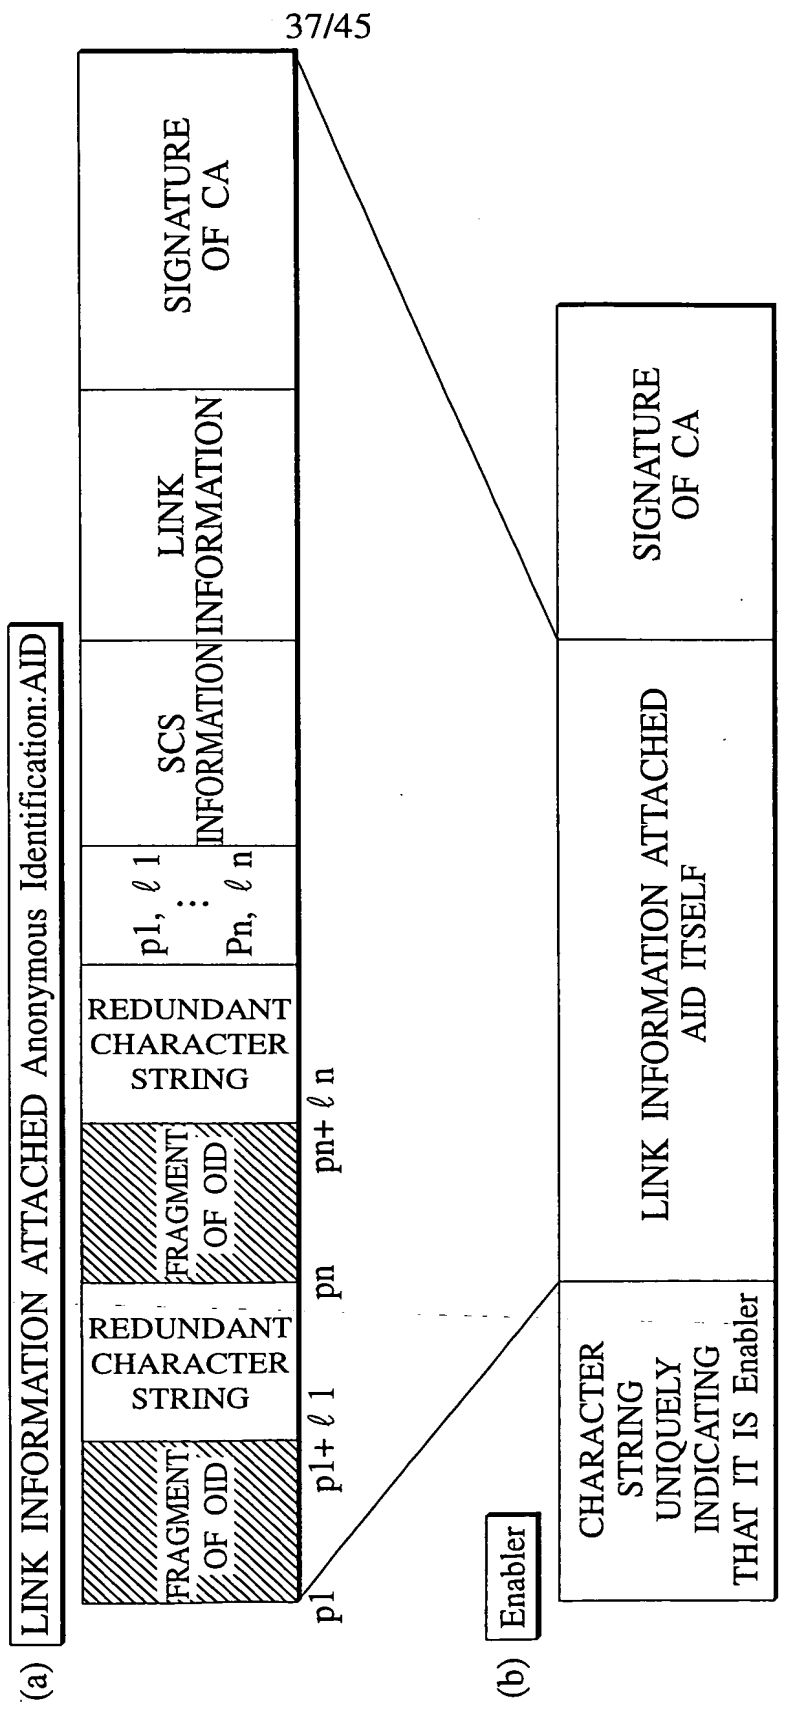 37/45
(a) LINK INFORMATION ATTACHED Anonymous Identification:AID
FRAGMENT
OF OID
REDUNDANT
CHARACTER
STRING
FRAGMENT
OF OID
REDUNDANT
CHARACTER
STRING
p1, ℓ 1
⋮
Pn, ℓ n
SCS
INFORMATION
LINK
INFORMATION
SIGNATURE
OF CA
p1
p1+ ℓ 1
pn
pn+ ℓ n
(b) Enabler
CHARACTER
STRING
UNIQUELY
INDICATING
THAT IT IS Enabler
LINK INFORMATION ATTACHED
AID ITSELF
SIGNATURE
OF CA